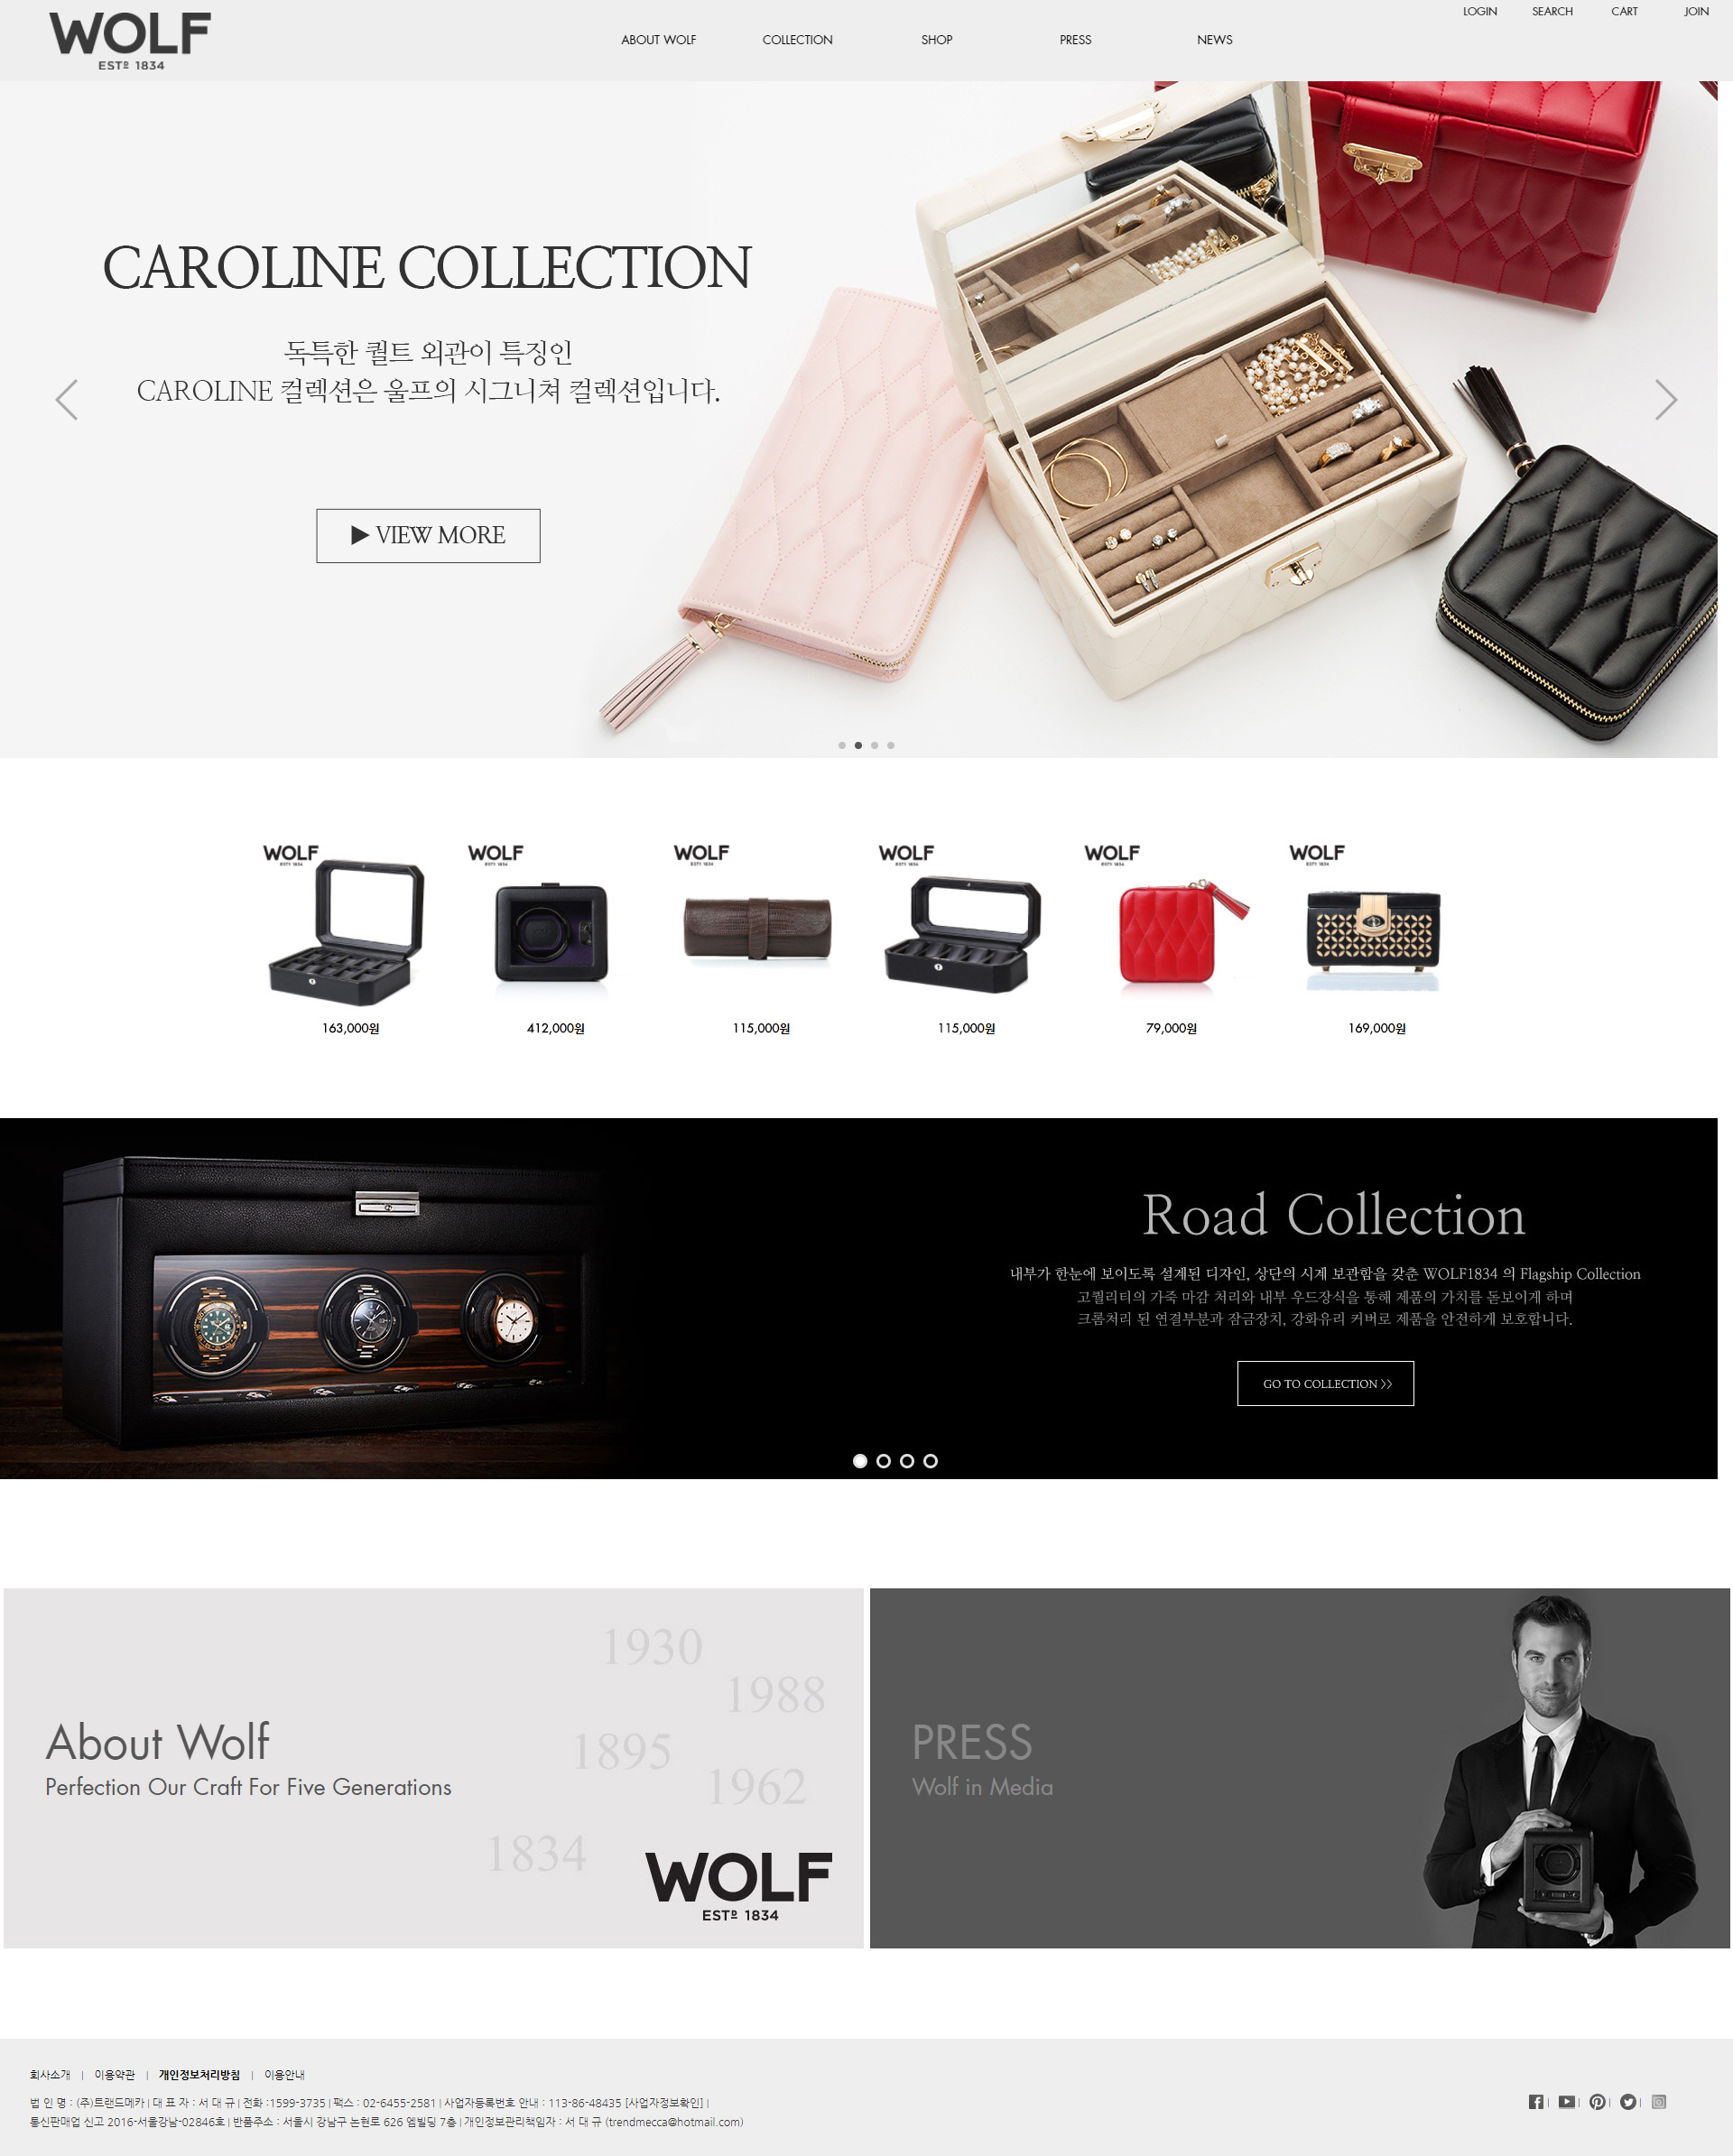 WOLF
ESTD 1834
LOGIN
SEARCH
CART
JOIN
ABOUT WOLF
COLLECTION
SHOP
PRESS
NEWS
CAROLINE COLLECTION
독특한 퀼트 외관이 특징인
CAROLINE 컬렉션은 울프의 시그니쳐 컬렉션입니다.
▶ VIEW MORE
WOLF
ESTD 1834
WOLF
ESTD 1834
WOLF
ESTD 1834
WOLF
ESTD 1834
WOLF
ESTD 1834
WOLF
ESTD 1834
163,000원
412,000원
115,000원
115,000원
79,000원
169,000원
Road Collection
내부가 한눈에 보이도록 설계된 디자인, 상단의 시계 보관함을 갖춘 WOLF1834 의 Flagship Collection
고퀄리티의 가죽 마감 처리와 내부 우드장식을 통해 제품의 가치를 돋보이게 하며
크롬처리 된 연결부분과 잠금장치, 강화유리 커버로 제품을 안전하게 보호합니다.
GO TO COLLECTION >>
1930
1988
1895
1962
1834
About Wolf
Perfection Our Craft For Five Generations
WOLF
ESTD 1834
PRESS
Wolf in Media
회사소개 | 이용약관 | 개인정보처리방침 | 이용안내
법 인 명 : (주)트랜드메카 | 대 표 자 : 서 대 규 | 전화 :1599-3735 | 팩스 : 02-6455-2581 | 사업자등록번호 안내 : 113-86-48435 [사업자정보확인] |
통신판매업 신고 2016-서울강남-02846호 | 반품주소 : 서울시 강남구 논현로 626 엠빌딩 7층 | 개인정보관리책임자 : 서 대 규 (trendmecca@hotmail.com)